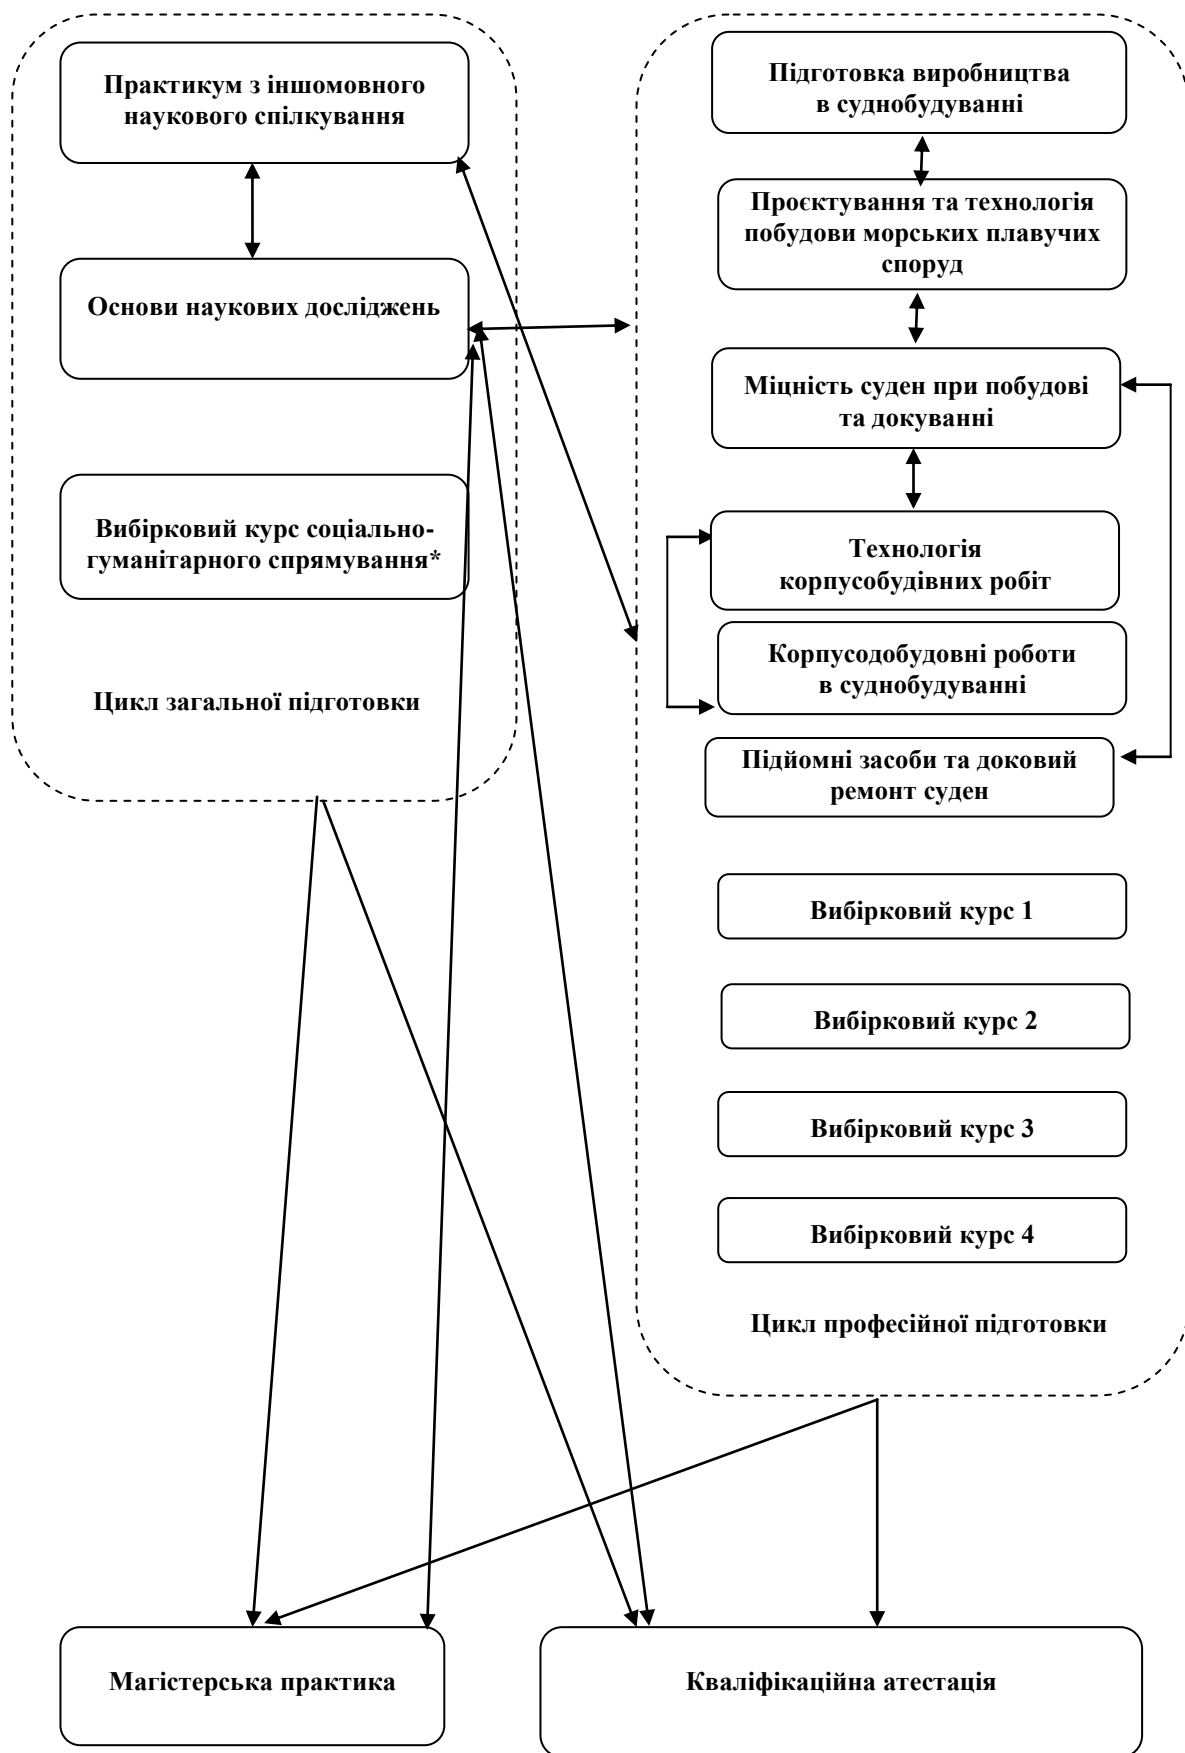 Практикум з іншомовного
наукового спілкування
Основи наукових досліджень
Вибірковий курс соціально-
гуманітарного спрямування*
Цикл загальної підготовки
Підготовка виробництва
в суднобудуванні
Проєктування та технологія
побудови морських плавучих
споруд
Міцність суден при побудові
та докуванні
Технологія
корпусобудівних робіт
Корпусодобудовні роботи
в суднобудуванні
Підйомні засоби та доковий
ремонт суден
Вибірковий курс 1
Вибірковий курс 2
Вибірковий курс 3
Вибірковий курс 4
Цикл професійної підготовки
Магістерська практика
Кваліфікаційна атестація